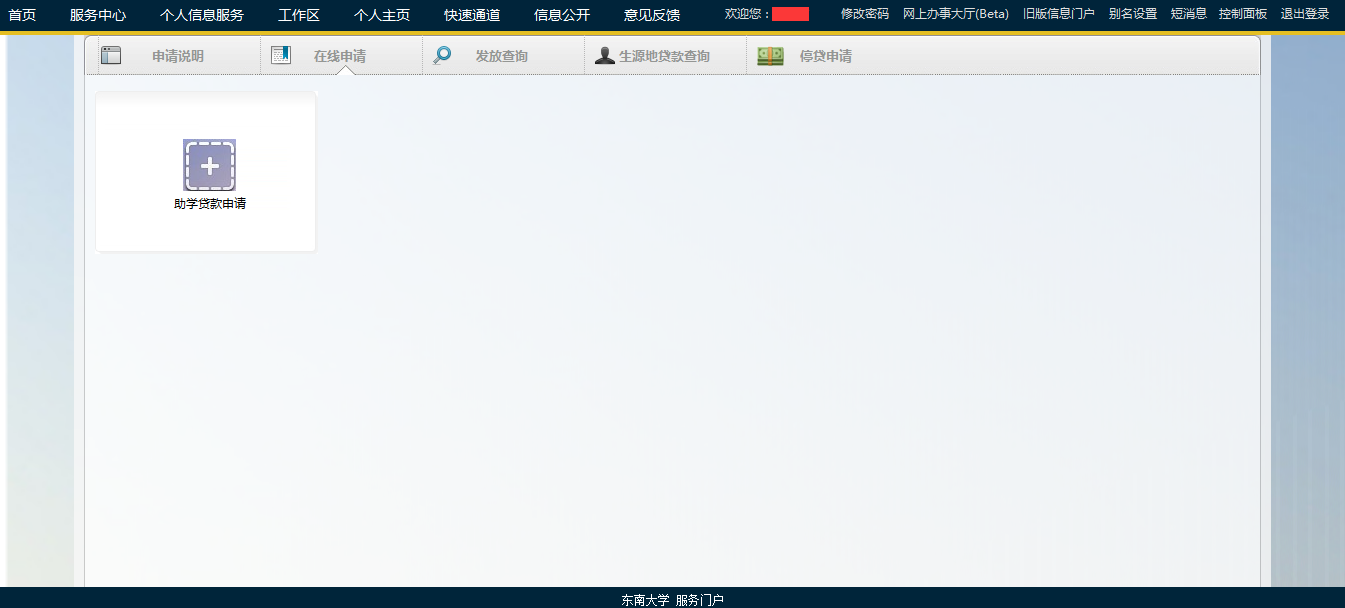 首页 服务中心 个人信息服务 工作区 个人主页 快速通道 信息公开 意见反馈 欢迎您： 修改密码 网上办事大厅(Beta) 旧版信息门户 别名设置 短消息 控制面板 退出登录
申请说明 在线申请 发放查询 生源地贷款查询 停贷申请
助学贷款申请
东南大学 服务门户